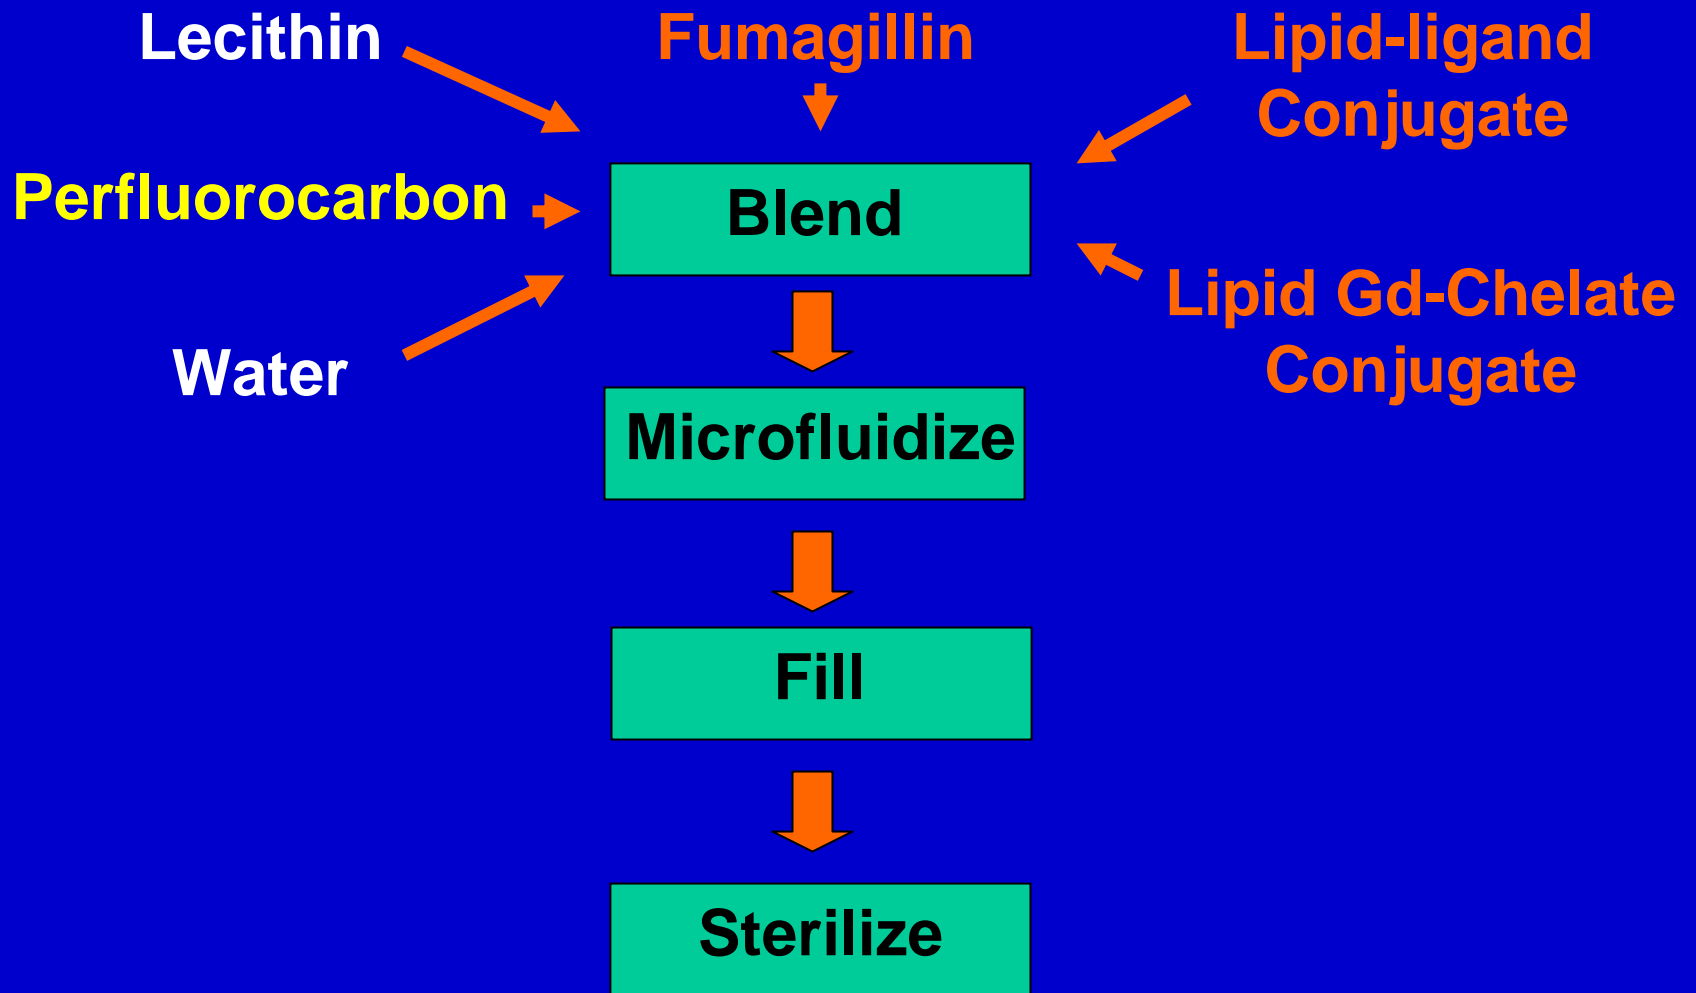 Lecithin
Fumagillin
Lipid-ligand
Conjugate
Perfluorocarbon
Blend
Lipid Gd-Chelate
Conjugate
Water
Microfluidize
Fill
Sterilize